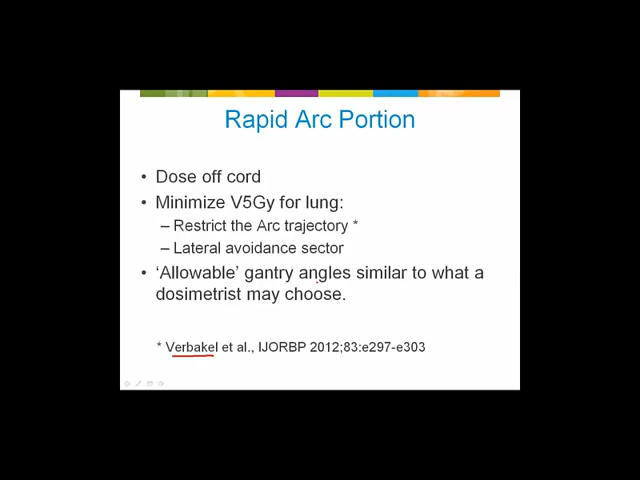 Rapid Arc Portion
• Dose off cord
• Minimize V5Gy for lung:
– Restrict the Arc trajectory *
– Lateral avoidance sector
• ‘Allowable’ gantry angles similar to what a
dosimetrist may choose.
* Verbakel et al., IJORBP 2012;83:e297-e303